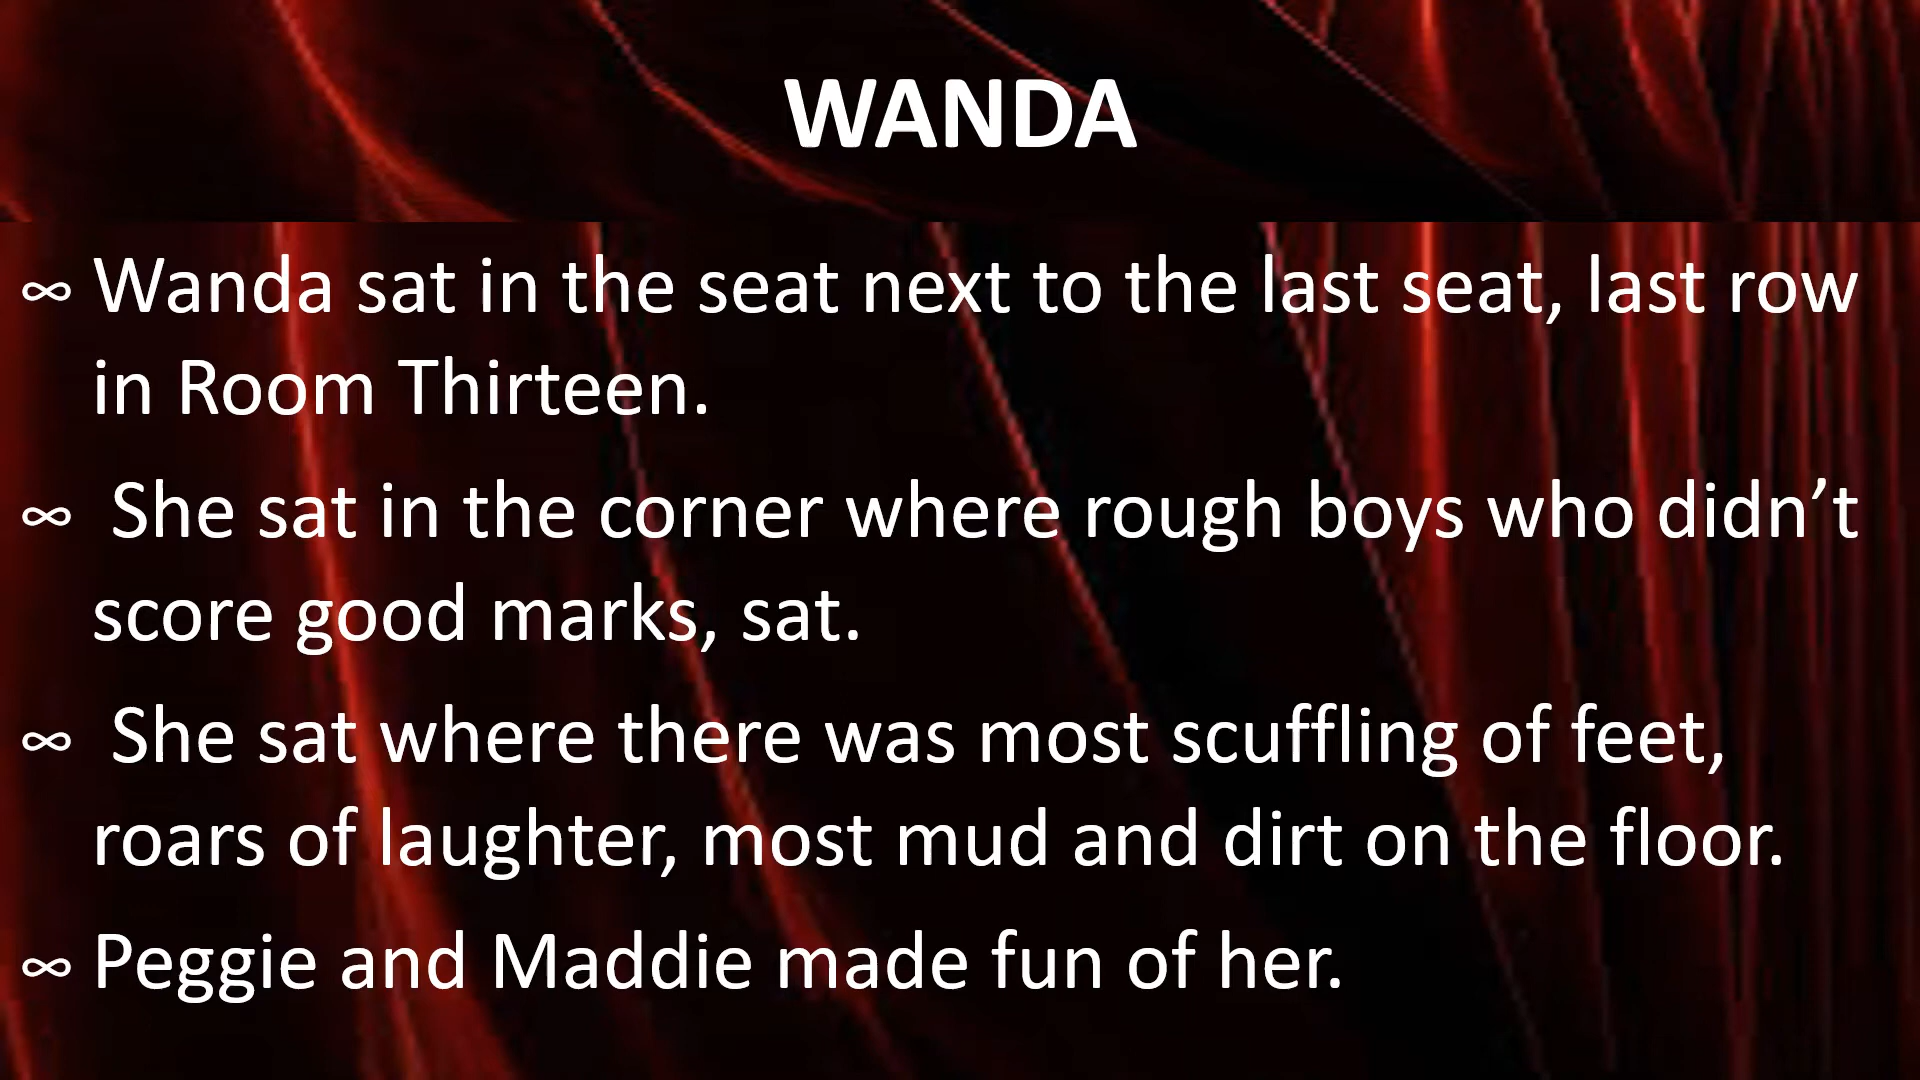 WANDA
∞ Wanda sat in the seat next to the last seat, last row
in Room Thirteen.
∞ She sat in the corner where rough boys who didn’t
score good marks, sat.
∞ She sat where there was most scuffling of feet,
roars of laughter, most mud and dirt on the floor.
∞ Peggie and Maddie made fun of her.